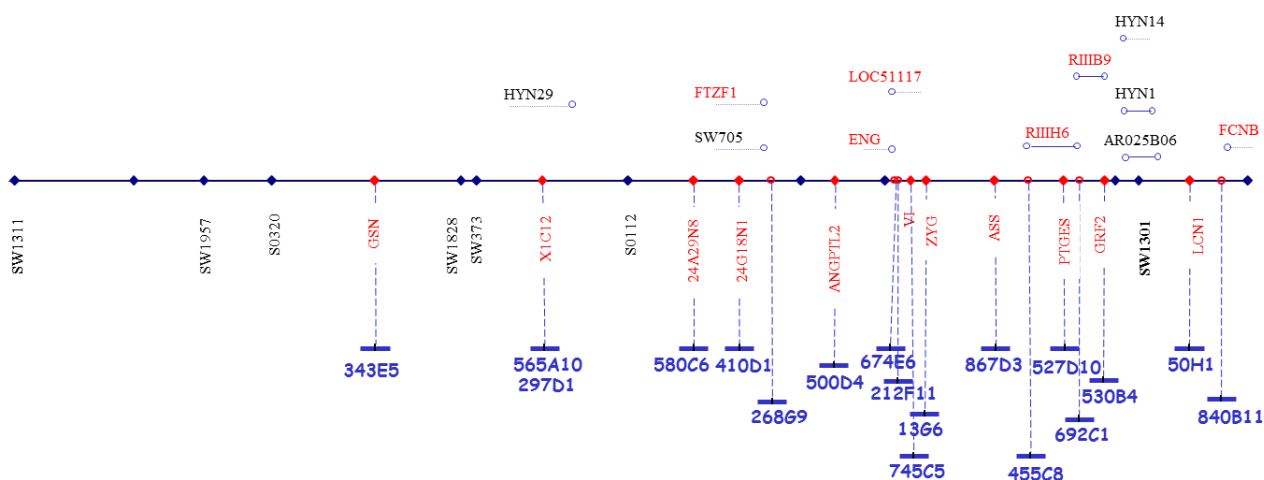 HYN14
RIIIB9
LOC51117
HYN29
FTZF1
HYN1
SW705
ENG
RIIIH6
AR025B06
FCNB
SW1311
SW1957
S0320
GSN
SW1828
SW373
X1C12
S0112
24A29N8
24G18N1
ANGPTL2
VI
ZYG
ASS
PTGES
GRF2
SW1301
LCN1
343E5
565A10
297D1
580C6
410D1
268G9
500D4
674E6
212F11
13G6
745C5
867D3
455C8
527D10
692C1
530B4
50H1
840B11